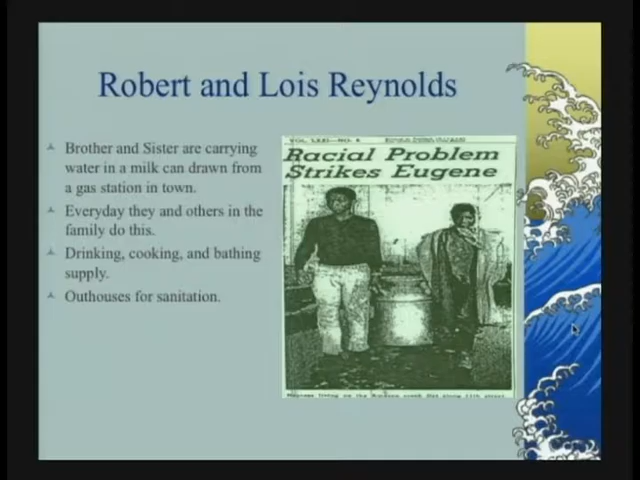 Robert and Lois Reynolds
Brother and Sister are carrying
water in a milk can drawn from
a gas station in town.
Everyday they and others in the
family do this.
Drinking, cooking, and bathing
supply.
Outhouses for sanitation.
Racial Problem
Strikes Eugene